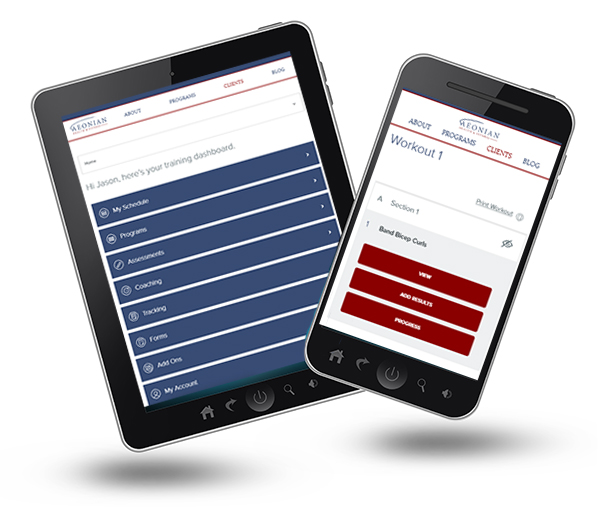 AEONIAN
ABOUT
PROGRAMS
CLIENTS
BLOG
Home
Hi Jason, here's your training dashboard.
My Schedule
Programs
Assessments
Coaching
Tracking
Forms
Add Ons
My Account
AEONIAN
ABOUT PROGRAMS CLIENTS BLOG
Workout 1
A Section 1 Print Workout
1 Band Bicep Curls
VIEW
ADD RESULTS
PROGRESS